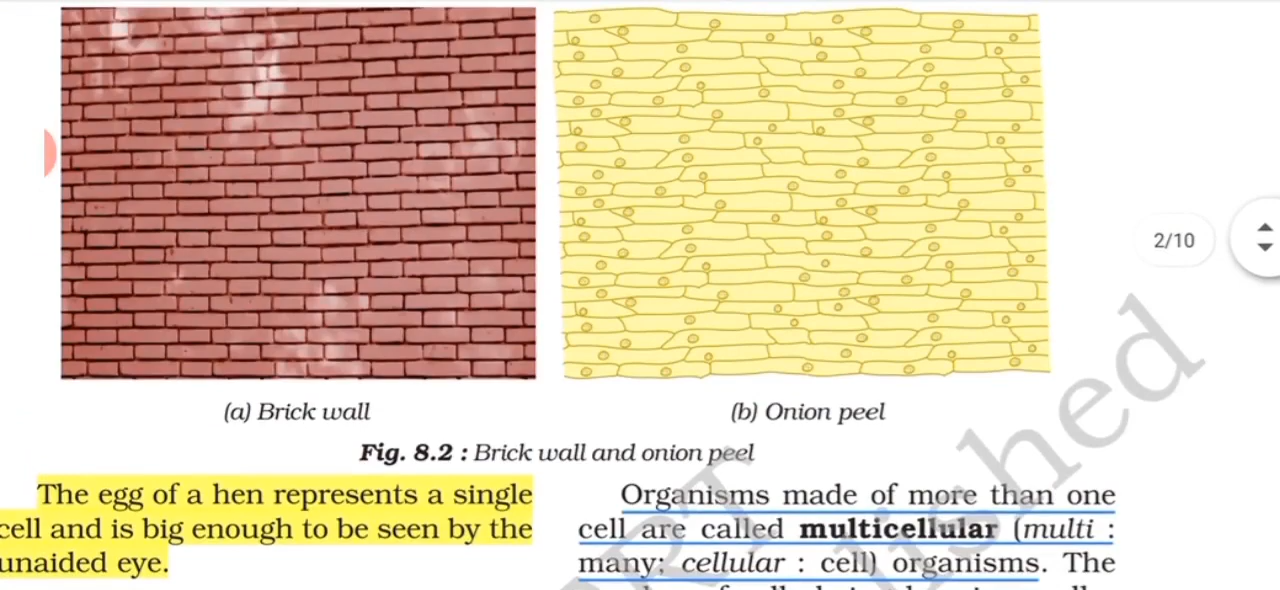 2/10
(a) Brick wall
(b) Onion peel
Fig. 8.2 : Brick wall and onion peel
The egg of a hen represents a single
cell and is big enough to be seen by the
unaided eye.
Organisms made of more than one
cell are called multicellular (multi :
many; cellular : cell) organisms. The